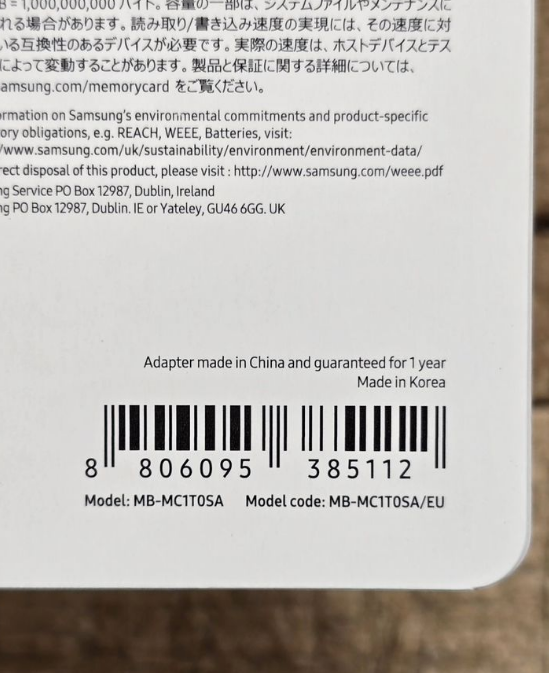 B = 1,000,000,000 バイト。容量の一部は、システムファイルやメンテナンスに
れる場合があります。読み取り/書き込み速度の実現には、その速度に対
いる互換性のあるデバイスが必要です。実際の速度は、ホストデバイスとテス
によって変動することがあります。製品と保証に関する詳細については、
amsung.com/memorycard をご覧ください。
ormation on Samsung's environmental commitments and product-specific
ory obligations, e.g. REACH, WEEE, Batteries, visit:
/www.samsung.com/uk/sustainability/environment/environment-data/
rect disposal of this product, please visit : http://www.samsung.com/weee.pdf
ng Service PO Box 12987, Dublin, Ireland
ng PO Box 12987, Dublin. IE or Yateley, GU46 6GG. UK
Adapter made in China and guaranteed for 1 year
Made in Korea
8 806095 385112
Model: MB-MC1T0SA Model code: MB-MC1T0SA/EU